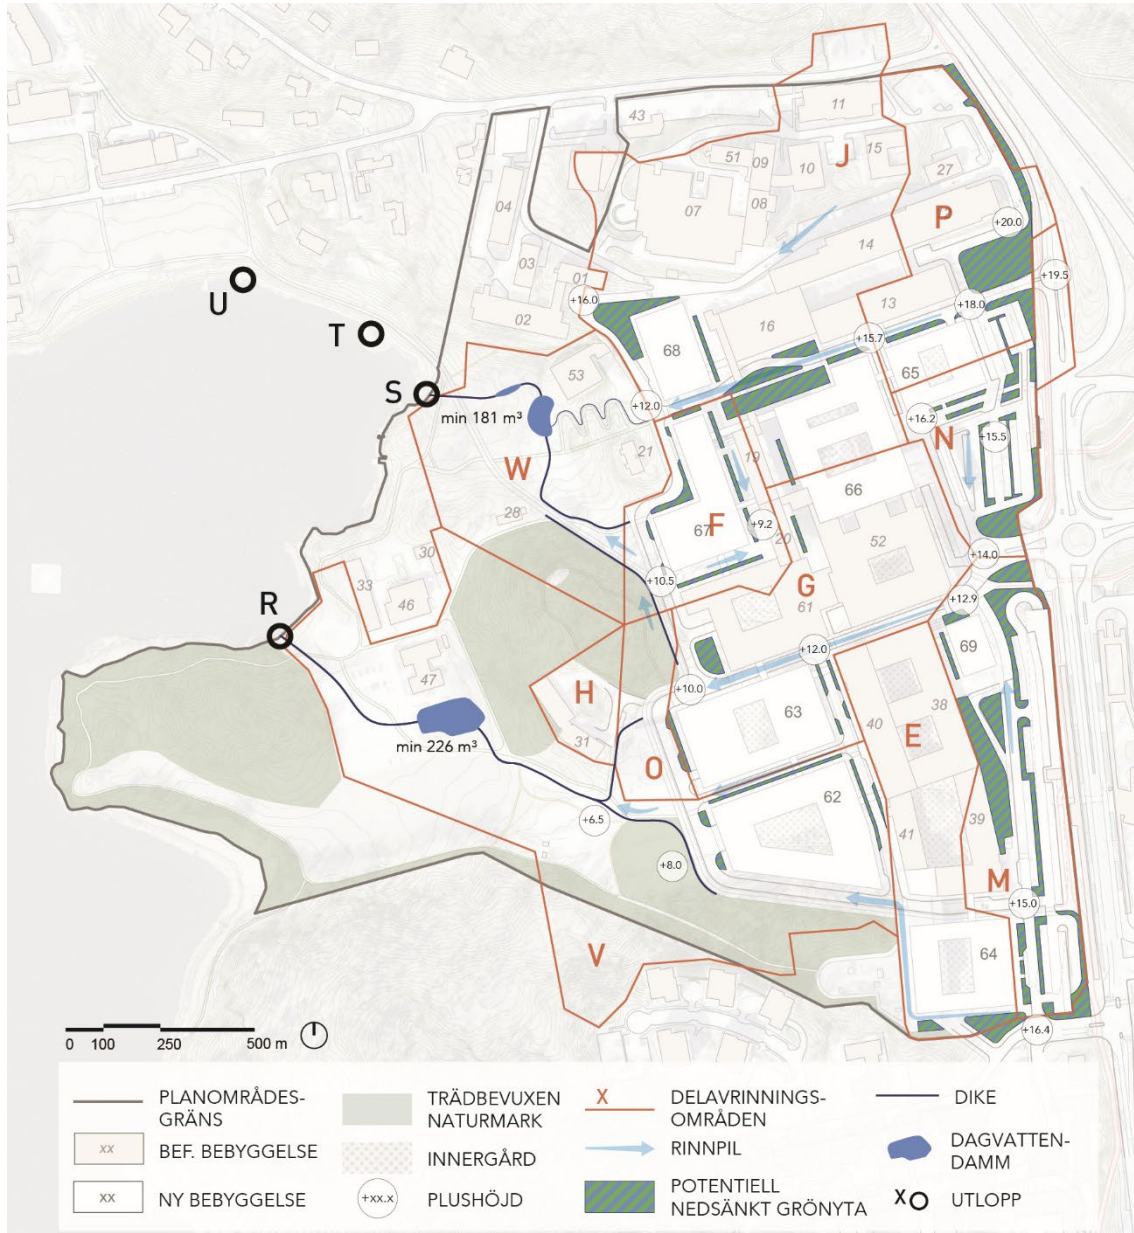 11
43
15
J
51
09
10
27
04
07
08
P
+20.0
14
U
03
01
+19.5
13
+16.0
+18.0
02
16
T
+15.7
68
65
53
S
+12.0
min 181 m³
+16.2
N
+15.5
19
21
W
66
28
F
67
+9.2
20
52
30
+14.0
33
+10.5
G
R
46
61
+12.9
69
+12.0
47
H
+10.0
63
38
40
E
31
min 226 m³
O
62
+6.5
39
41
+8.0
M
+15.0
V
64
+16.4
0 100 250 500 m
PLANOMRÅDES-
GRÄNS
xx BEF. BEBYGGELSE
xx NY BEBYGGELSE
TRÄDBEVUXEN
NATURMARK
INNERGÅRD
+xx.x PLUSHÖJD
X DELAVRINNINGS-
OMRÅDEN
RINNPIL
POTENTIELL
NEDSÄNKT GRÖNYTA
DIKE
DAGVATTEN-
DAMM
X UTLOPP